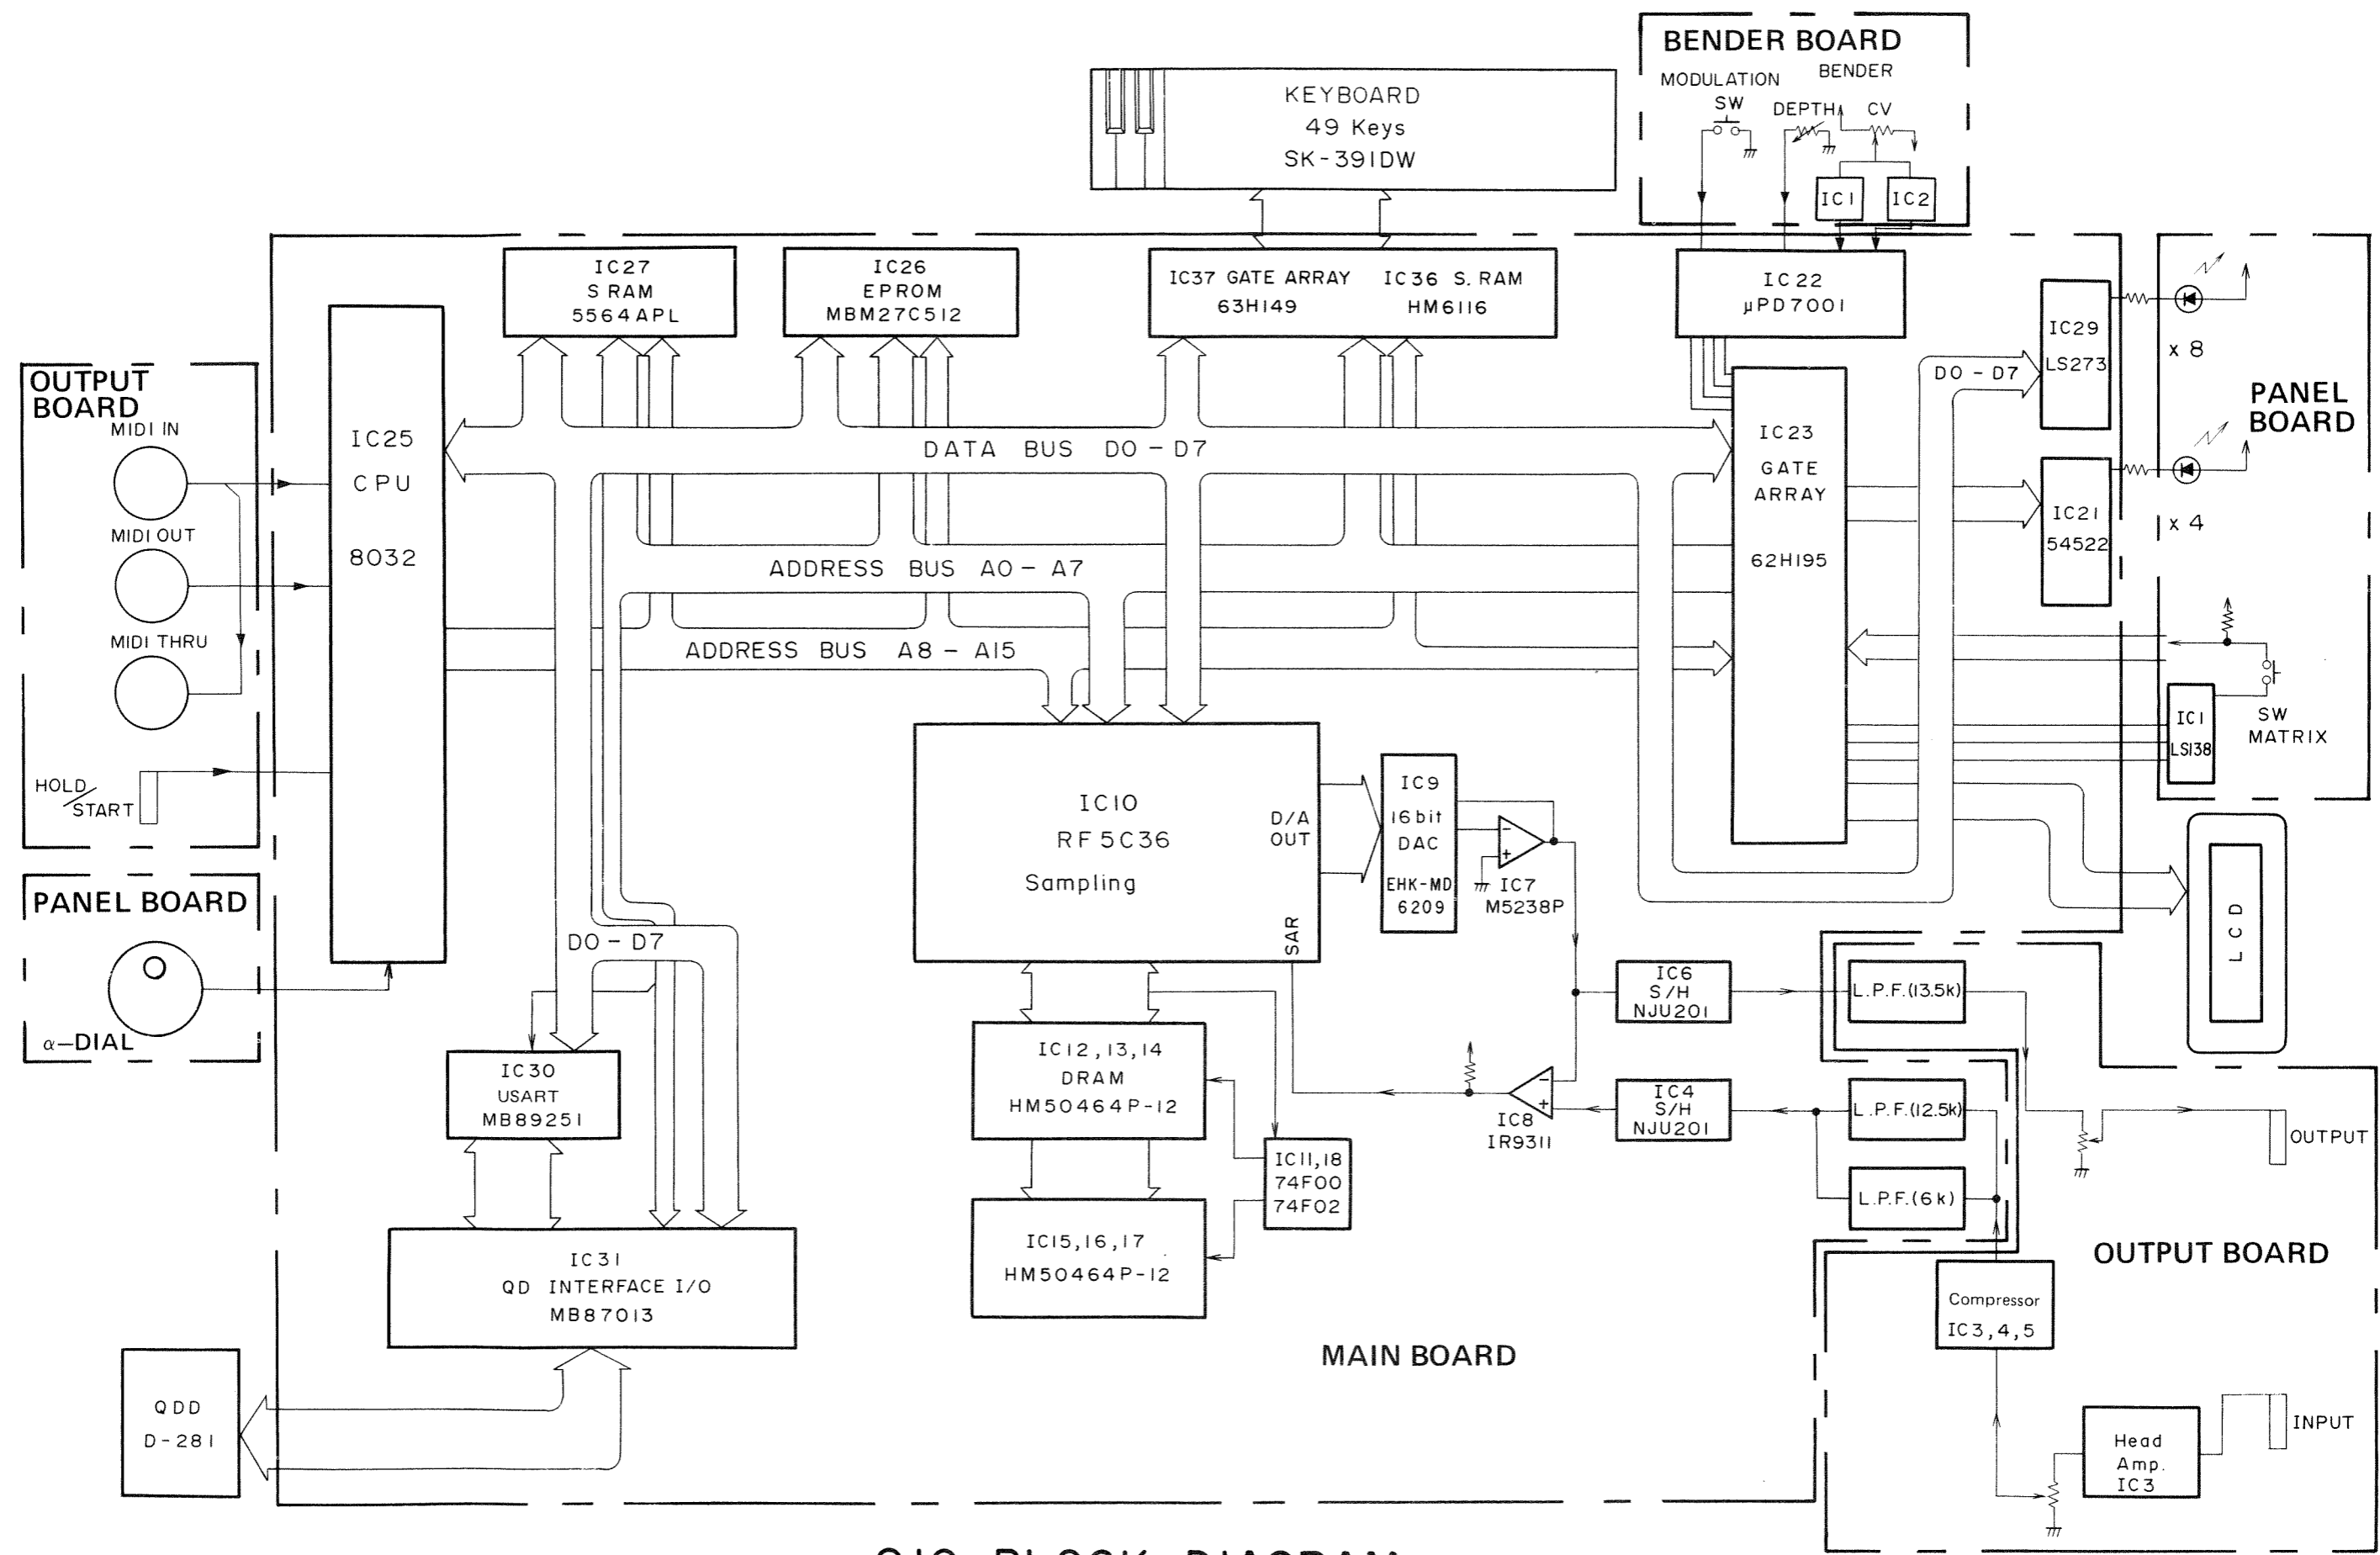 BENDER BOARD
MODULATION
SW
BENDER
DEPTH
CV
IC1
IC2
KEYBOARD
49 Keys
SK-391DW
IC27
S RAM
5564APL
IC26
EPROM
MBM27C512
IC37 GATE ARRAY
63H149
IC36 S.RAM
HM6116
IC22
µPD7001
IC29
LS273
x 8
PANEL
BOARD
D0-D7
OUTPUT
BOARD
MIDI IN
MIDI OUT
MIDI THRU
HOLD/START
IC25
CPU
8032
DATA BUS D0-D7
ADDRESS BUS A0-A7
ADDRESS BUS A8-A15
IC23
GATE
ARRAY
62H195
IC21
54522
x 4
IC1
LS138
SW
MATRIX
LCD
PANEL BOARD
α-DIAL
D0-D7
IC10
RF5C36
Sampling
D/A
OUT
SAR
IC9
16bit
DAC
EHK-MD
6209
IC7
M5238P
IC6
S/H
NJU201
L.P.F.(13.5k)
IC30
USART
MB89251
IC12,13,14
DRAM
HM50464P-12
IC8
IR9311
IC4
S/H
NJU201
L.P.F.(12.5k)
L.P.F.(6k)
OUTPUT
IC11,18
74F00
74F02
IC15,16,17
HM50464P-12
IC31
QD INTERFACE I/O
MB87013
OUTPUT BOARD
Compressor
IC3,4,5
MAIN BOARD
QDD
D-281
Head
Amp.
IC3
INPUT